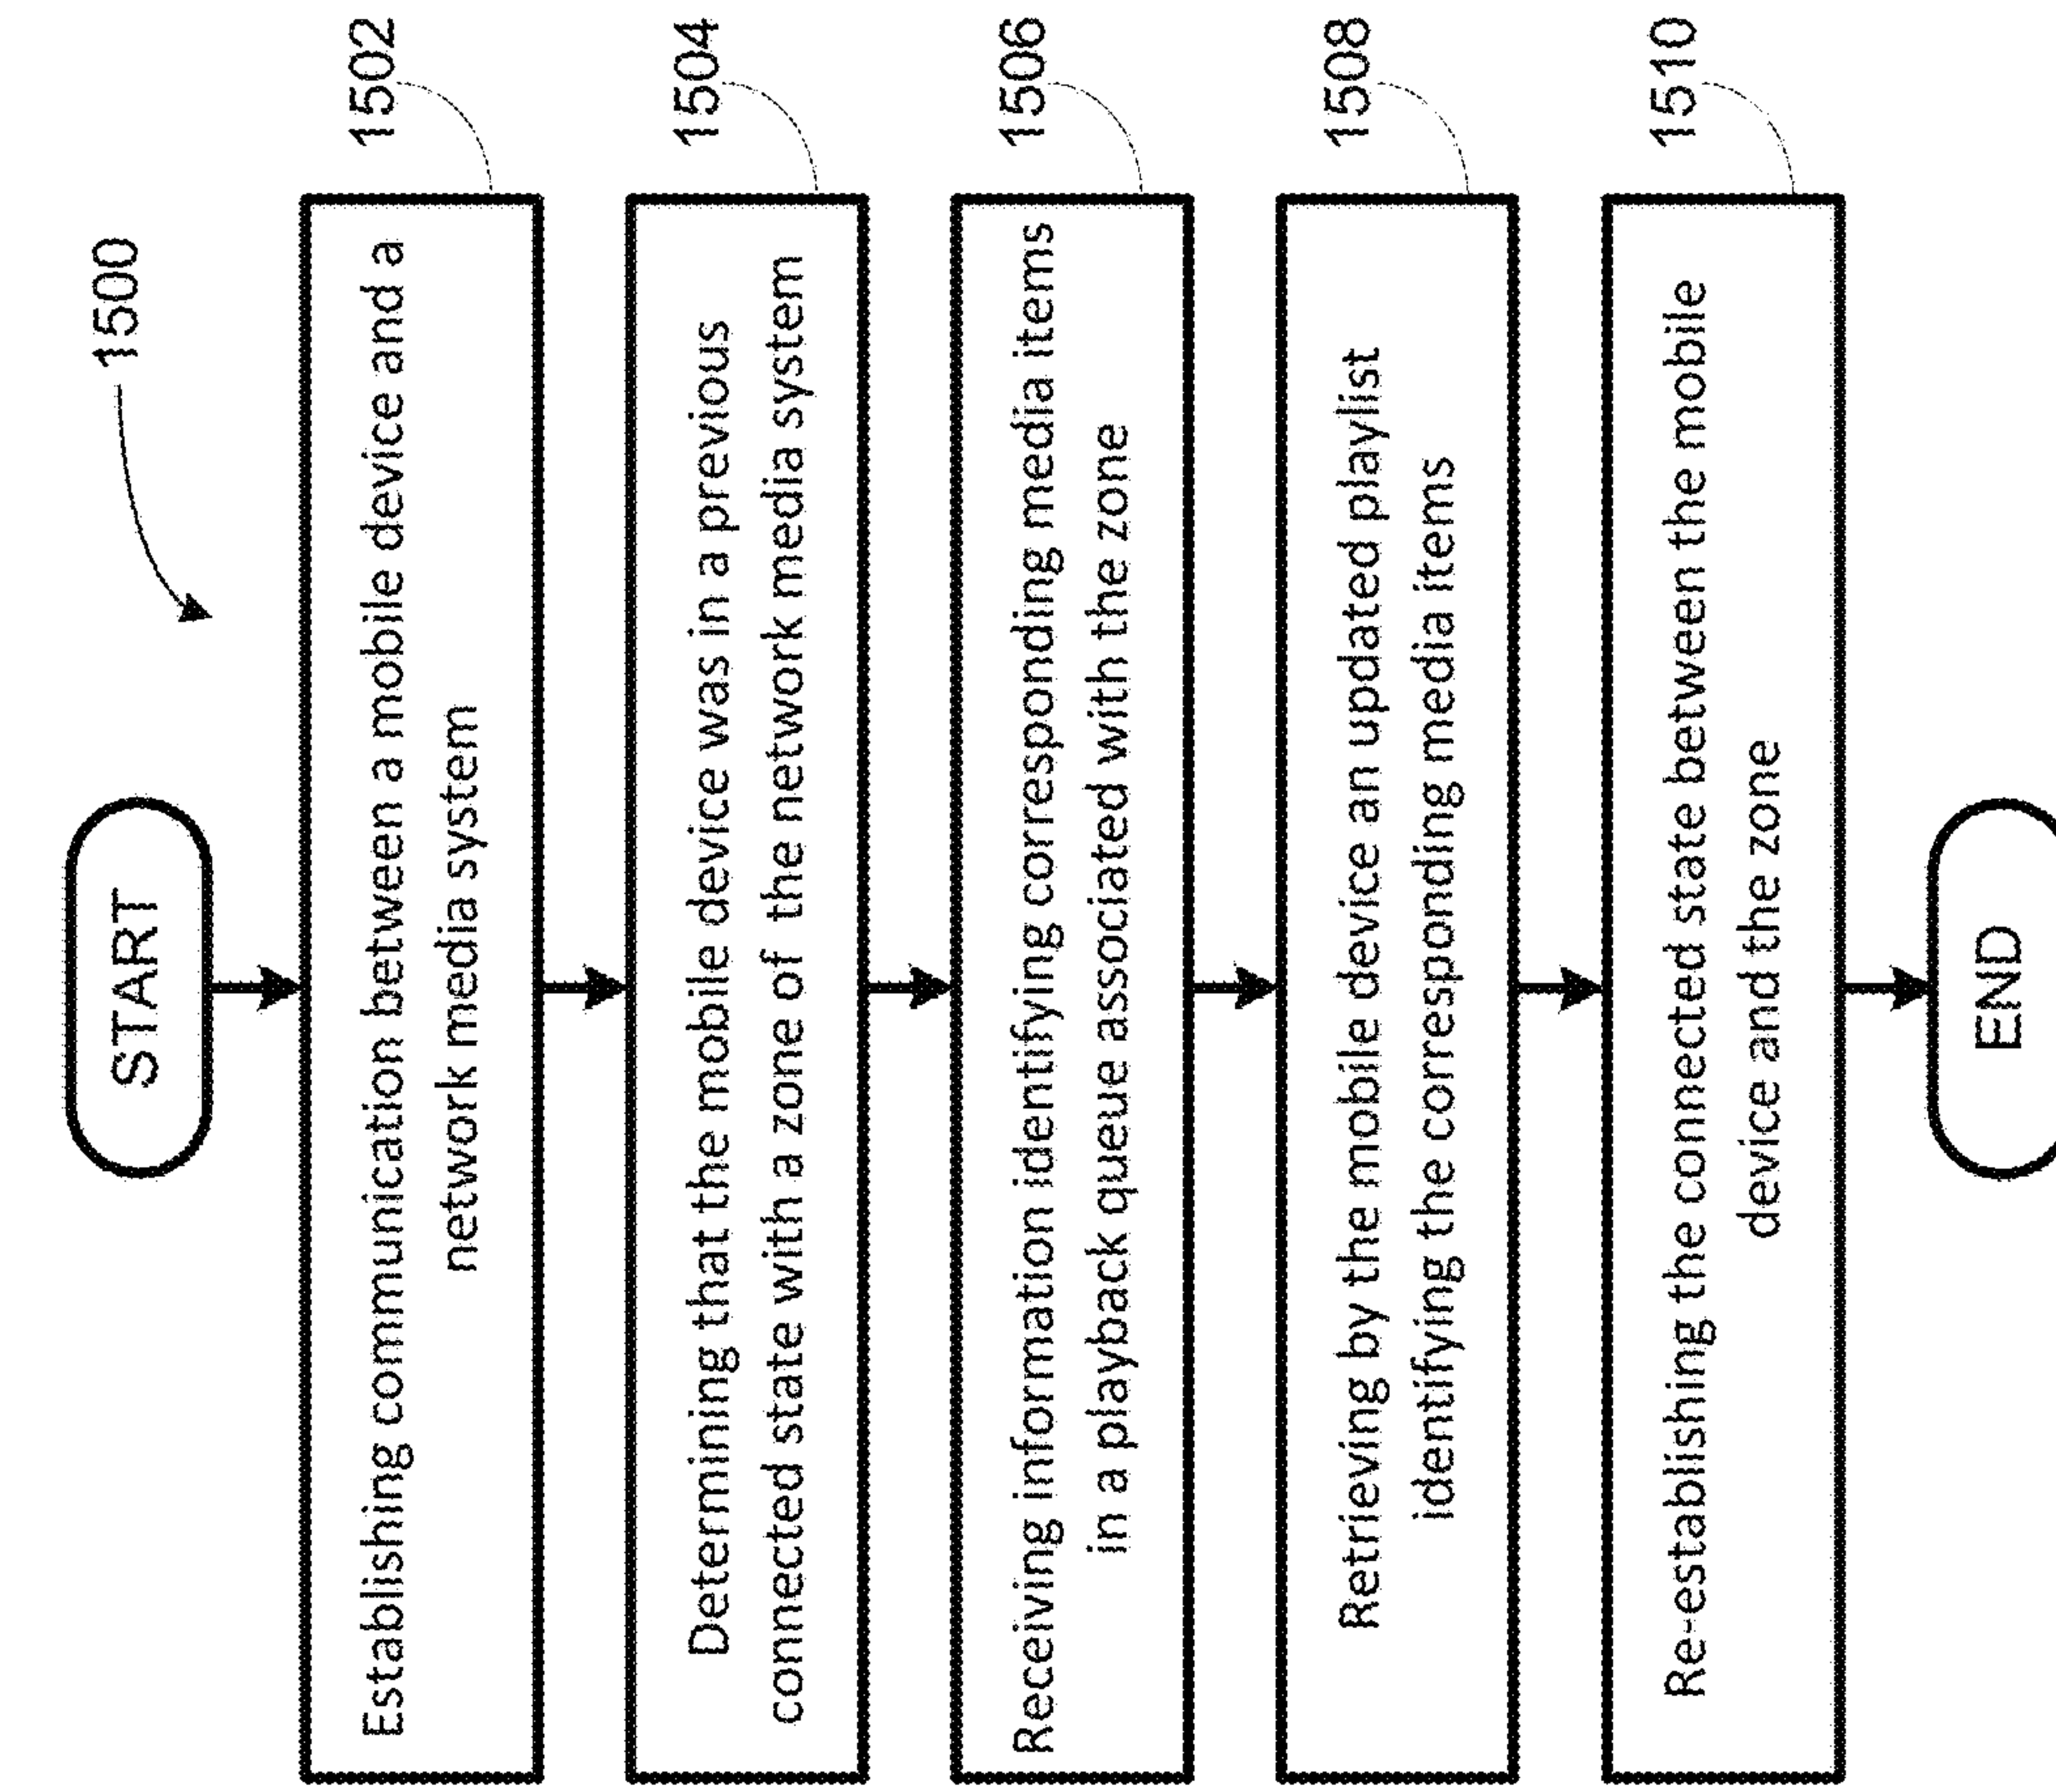 1500
START
Establishing communication between a mobile device and a
network media system
1502
Determining that the mobile device was in a previous
connected state with a zone of the network media system
1504
Receiving information identifying corresponding media items
in a playback queue associated with the zone
1506
Retrieving by the mobile device an updated playlist
identifying the corresponding media items
1508
Re-establishing the connected state between the mobile
device and the zone
1510
END